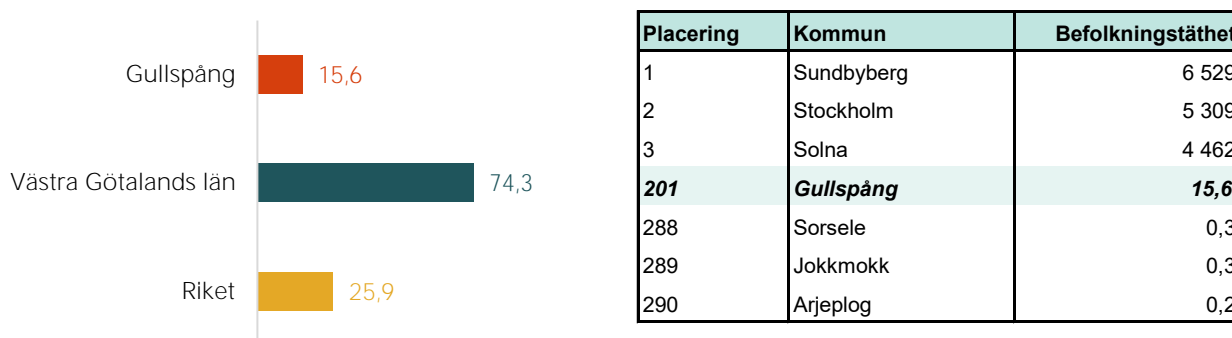 Gullspång 15,6
Västra Götalands län 74,3
Riket 25,9
Placering Kommun Befolkningstäthet
1 Sundbyberg 6 529
2 Stockholm 5 309
3 Solna 4 462
201 Gullspång 15,6
288 Sorsele 0,3
289 Jokkmokk 0,3
290 Arjeplog 0,2